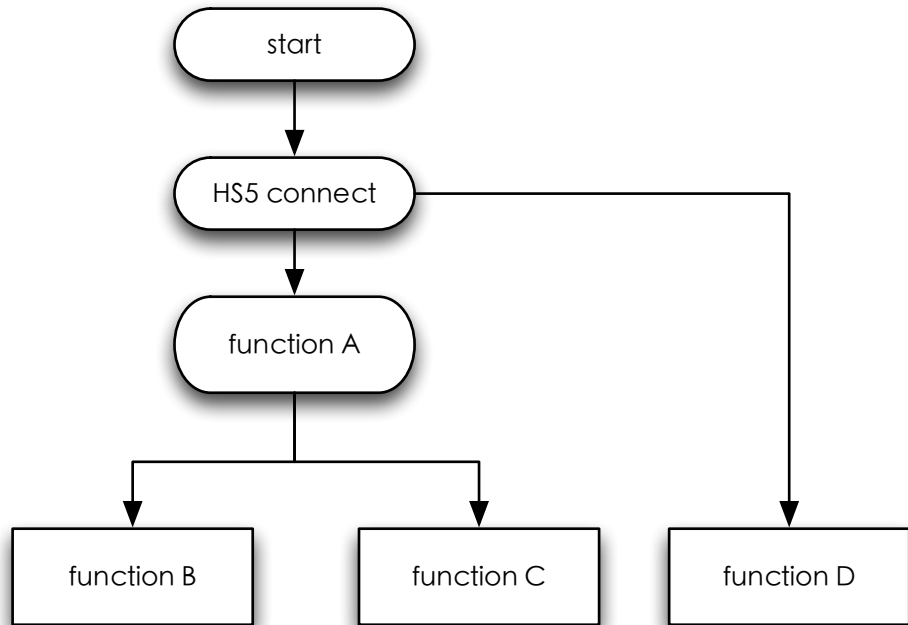 start
HS5 connect
function A
function B
function C
function D